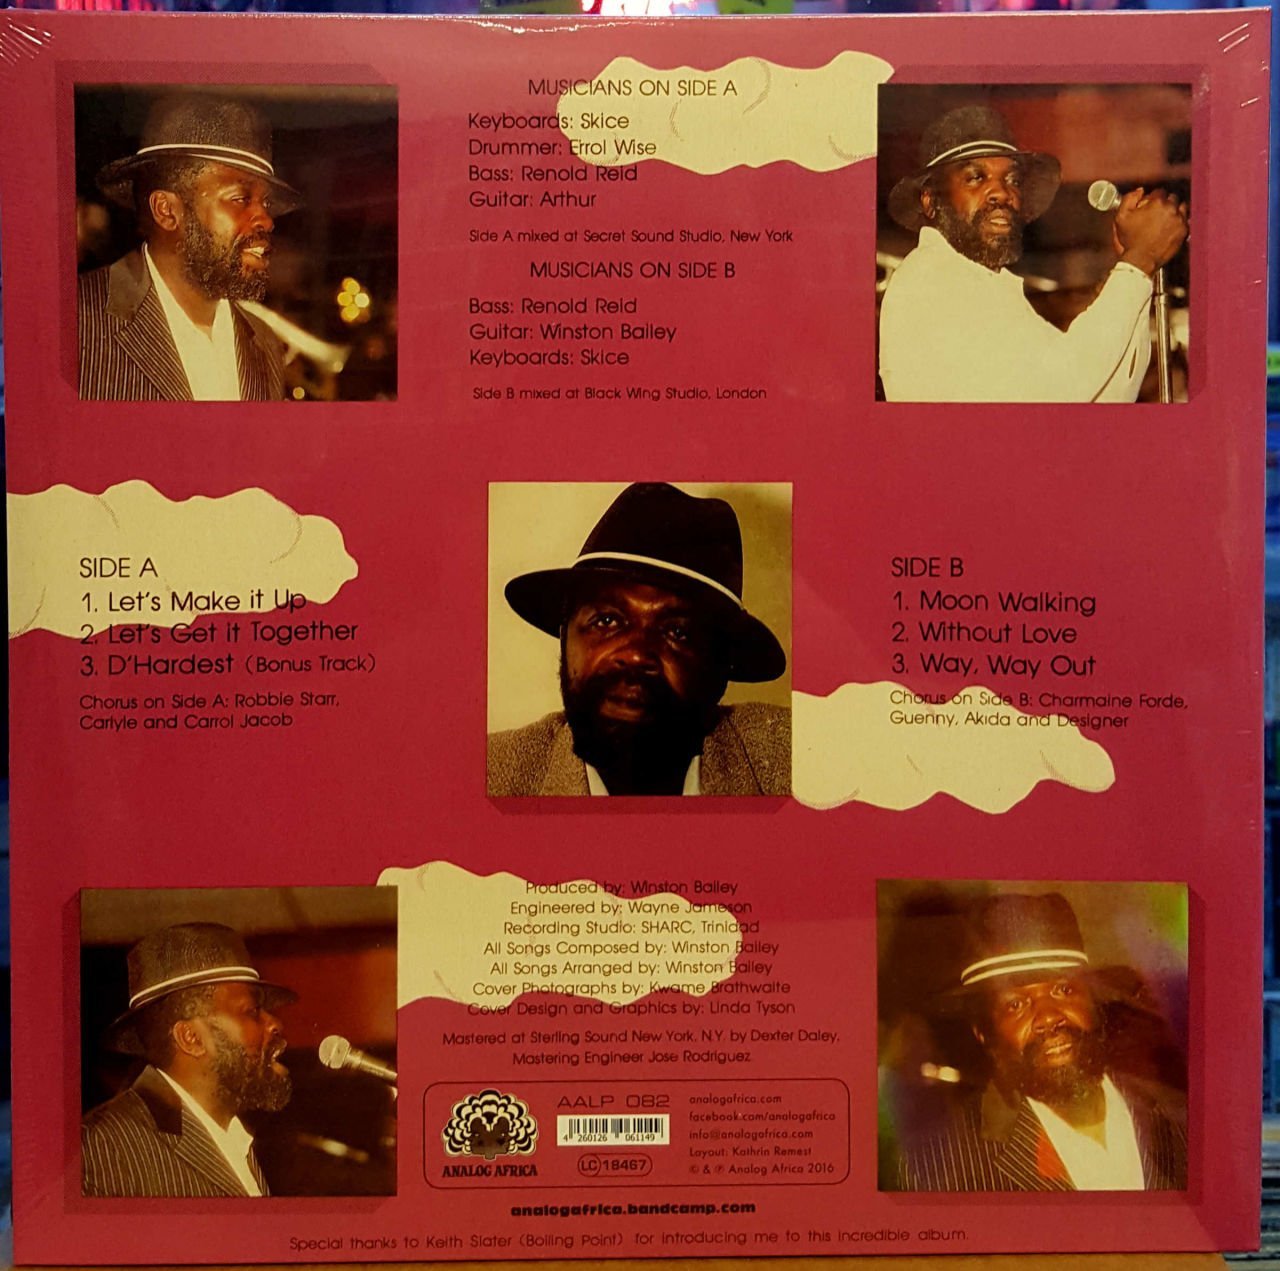 MUSICIANS ON SIDE A
Keyboards: Skice
Drummer: Errol Wise
Bass: Renold Reid
Guitar: Arthur
Side A mixed at Secret Sound Studio, New York
MUSICIANS ON SIDE B
Bass: Renold Reid
Guitar: Winston Bailey
Keyboards: Skice
Side B mixed at Black Wing Studio, London
SIDE A
1. Let's Make it Up
2. Let's Get it Together
3. D'Hardest (Bonus Track)
Chorus on Side A: Robbie Starr,
Carlyle and Carrol Jacob
SIDE B
1. Moon Walking
2. Without Love
3. Way, Way Out
Chorus on Side B: Charmaine Forde,
Guenny, Akida and Designer
Produced by: Winston Bailey
Engineered by: Wayne Jameson
Recording Studio: SHARC, Trinidad
All Songs Composed by: Winston Bailey
All Songs Arranged by: Winston Bailey
Cover Photographs by: Kwame Brathwaite
Cover Design and Graphics by: Linda Tyson
Mastered at Sterling Sound New York, N.Y. by Dexter Daley,
Mastering Engineer Jose Rodriguez
ANALOG AFRICA
AALP 082
4 260126 061149
LC 18467
analogafrica.com
facebook.com/analogafrica
info@analogafrica.com
Layout: Kathrin Remest
© & ℗ Analog Africa 2016
analogafrica.bandcamp.com
Special thanks to Keith Slater (Boiling Point) for introducing me to this incredible album.